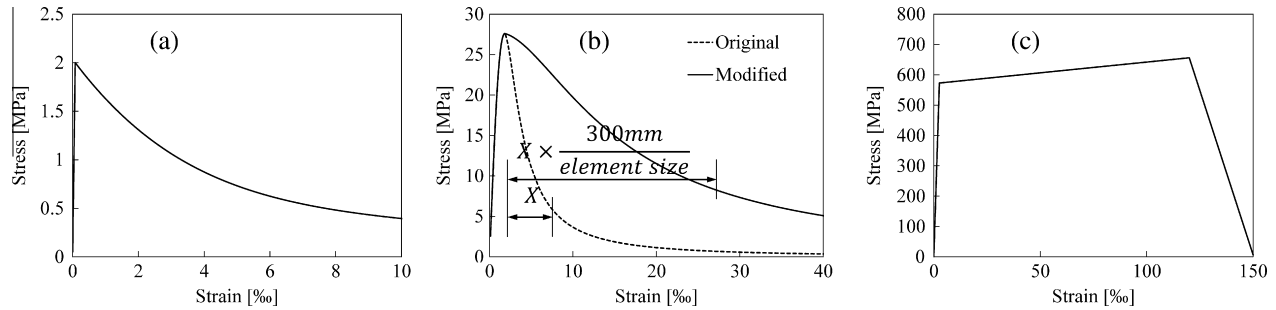 (a)
Stress [MPa]
2.5
2
1.5
1
0.5
0
0 2 4 6 8 10
Strain [‰]
(b)
Original
Modified
Stress [MPa]
30
25
20
15
10
5
0
X × 300mm / element size
X
0 10 20 30 40
Strain [‰]
(c)
Stress [MPa]
800
700
600
500
400
300
200
100
0
0 50 100 150
Strain [‰]